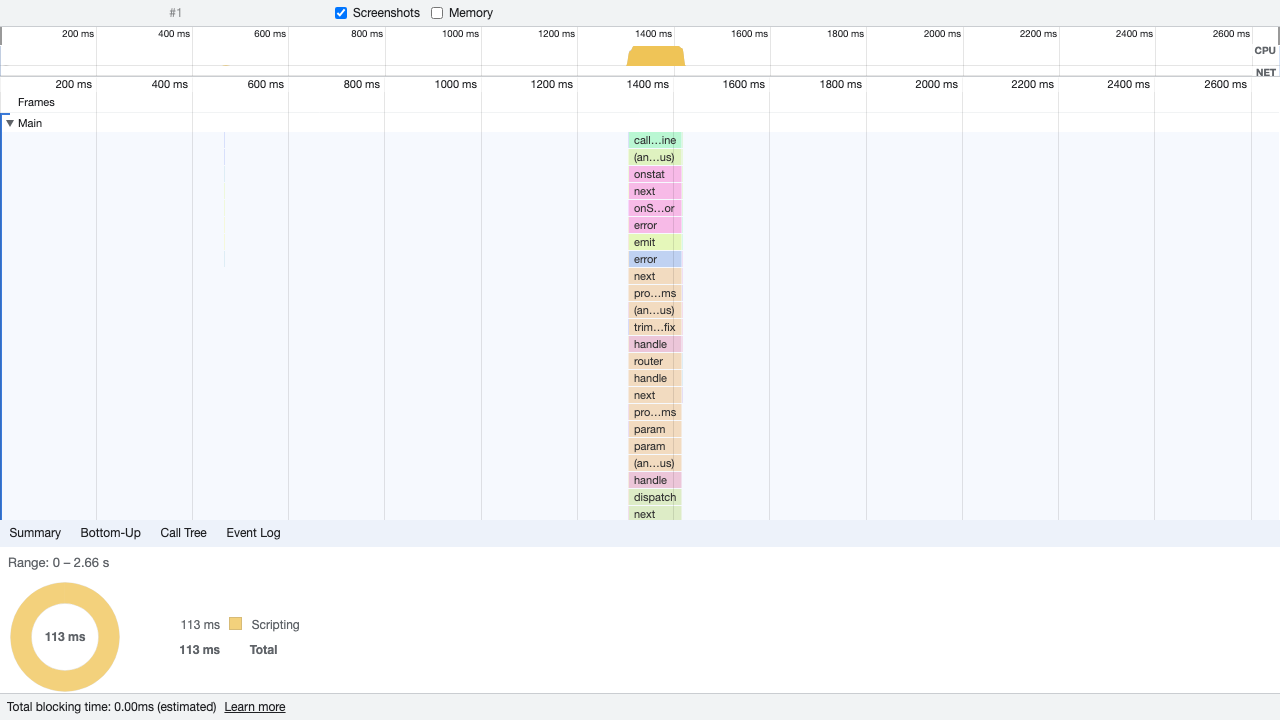 #1 Screenshots Memory
200 ms 400 ms 600 ms 800 ms 1000 ms 1200 ms 1400 ms 1600 ms 1800 ms 2000 ms 2200 ms 2400 ms 2600 ms
CPU
NET
200 ms 400 ms 600 ms 800 ms 1000 ms 1200 ms 1400 ms 1600 ms 1800 ms 2000 ms 2200 ms 2400 ms 2600 ms
Frames
Main
call…ine
(an…us)
onstat
next
onS…or
error
emit
error
next
pro…ms
(an…us)
trim…fix
handle
router
handle
next
pro…ms
param
param
(an…us)
handle
dispatch
next
Summary Bottom-Up Call Tree Event Log
Range: 0 – 2.66 s
113 ms
113 ms Scripting
113 ms Total
Total blocking time: 0.00ms (estimated) Learn more